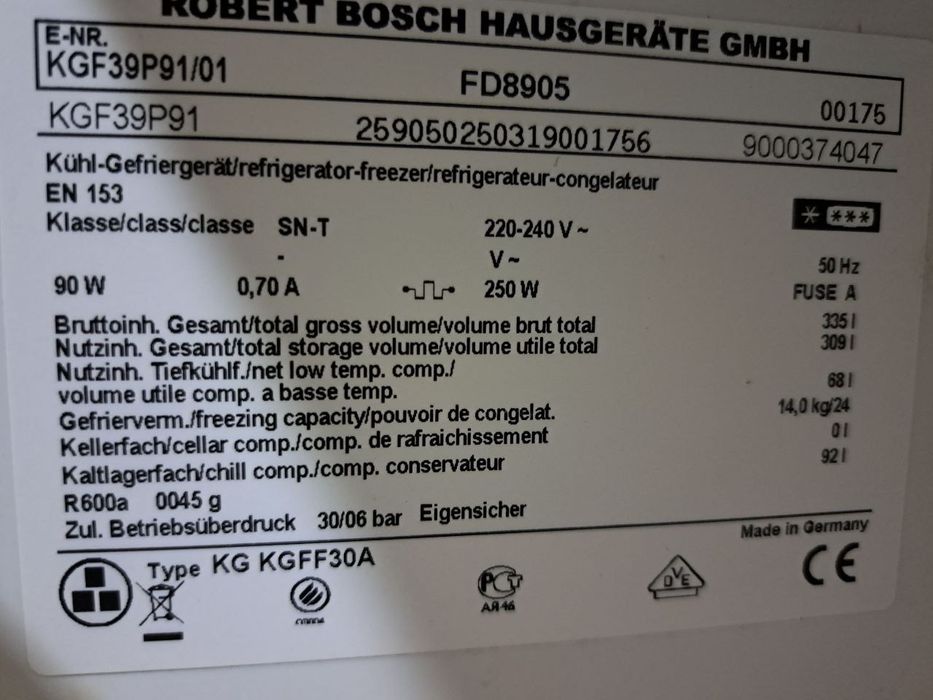 ROBERT BOSCH HAUSGERÄTE GMBH
E-NR.
KGF39P91/01 FD8905 00175
KGF39P91 259050250319001756 9000374047
Kühl-Gefriergerät/refrigerator-freezer/refrigerateur-congelateur
EN 153
Klasse/class/classe SN-T 220-240 V ~
- V ~ 50 Hz
90 W 0,70 A 250 W FUSE A
Bruttoinh. Gesamt/total gross volume/volume brut total 335 l
Nutzinh. Gesamt/total storage volume/volume utile total 309 l
Nutzinh. Tiefkühlf./net low temp. comp./
volume utile comp. a basse temp. 68 l
Gefrierverm./freezing capacity/pouvoir de congelat. 14,0 kg/24
Kellerfach/cellar comp./comp. de rafraichissement 0 l
Kaltlagerfach/chill comp./comp. conservateur 92 l
R600a 0045 g
Zul. Betriebsüberdruck 30/06 bar Eigensicher
Made in Germany
Type KG KGFF30A
РСТ
АЯ46
DVE
CE